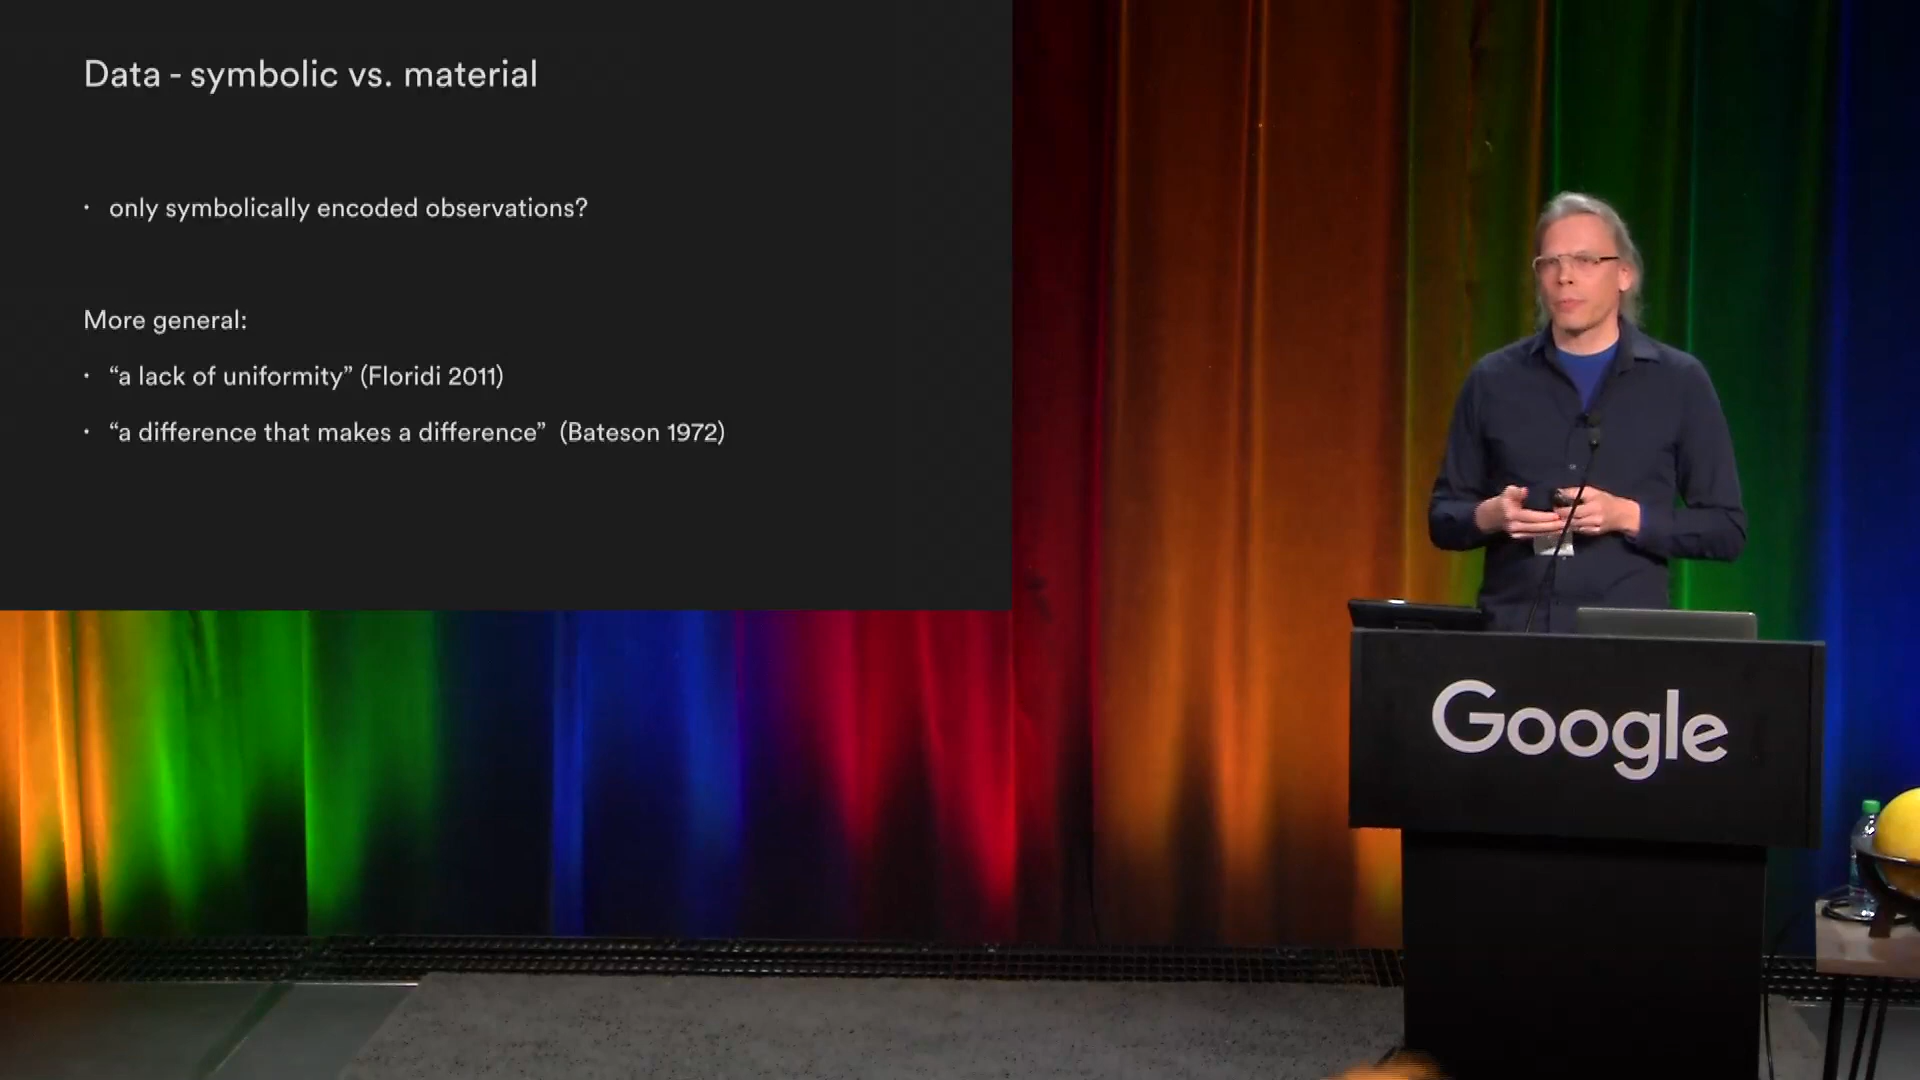 Data - symbolic vs. material
· only symbolically encoded observations?
More general:
· “a lack of uniformity” (Floridi 2011)
· “a difference that makes a difference”  (Bateson 1972)
Google